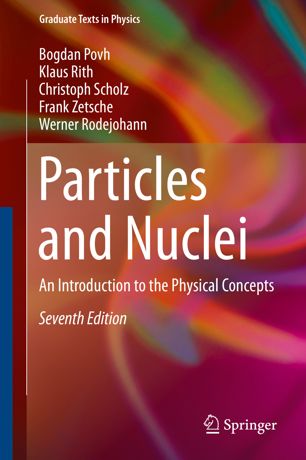 Graduate Texts in Physics
Bogdan Povh
Klaus Rith
Christoph Scholz
Frank Zetsche
Werner Rodejohann
Particles
and Nuclei
An Introduction to the Physical Concepts
Seventh Edition
Springer